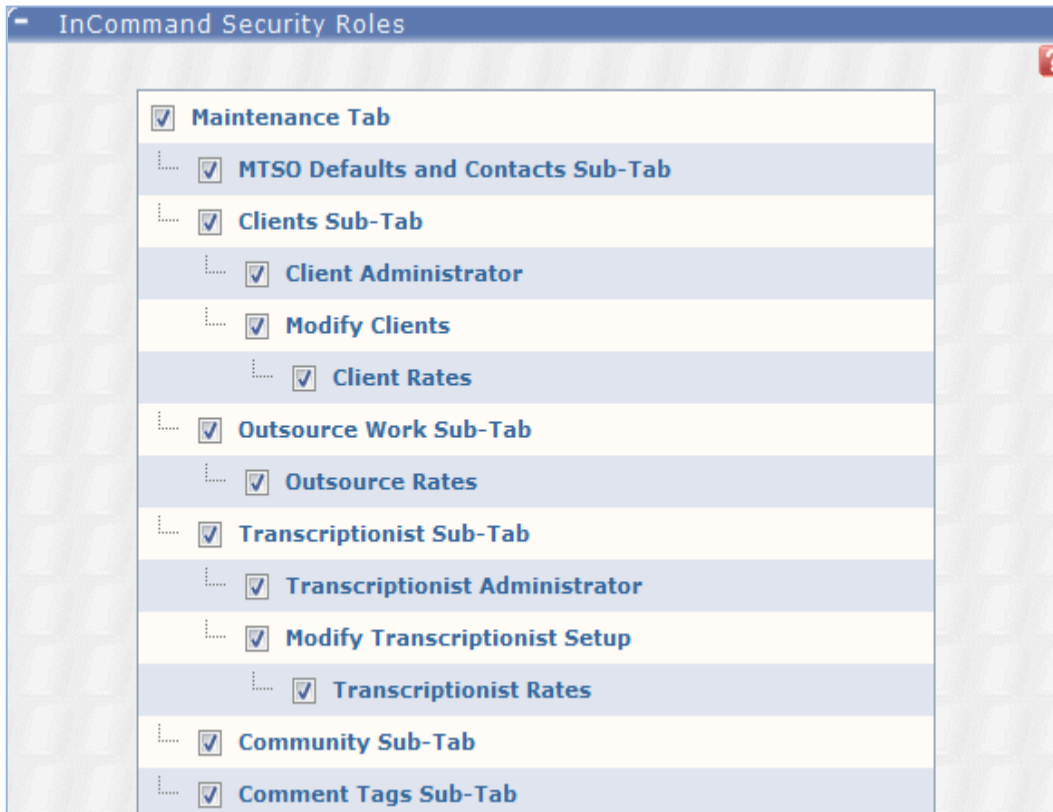 InCommand Security Roles
?
Maintenance Tab
MTSO Defaults and Contacts Sub-Tab
Clients Sub-Tab
Client Administrator
Modify Clients
Client Rates
Outsource Work Sub-Tab
Outsource Rates
Transcriptionist Sub-Tab
Transcriptionist Administrator
Modify Transcriptionist Setup
Transcriptionist Rates
Community Sub-Tab
Comment Tags Sub-Tab